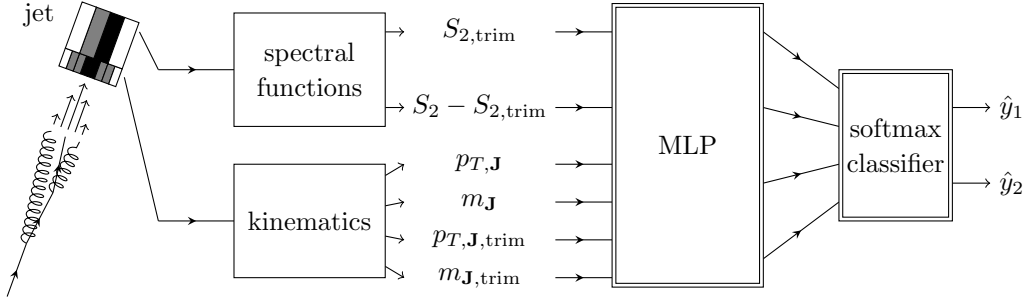 jet
spectral
functions
S_{2,trim}
S_2 − S_{2,trim}
kinematics
p_{T,J}
m_J
p_{T,J,trim}
m_{J,trim}
MLP
softmax
classifier
ŷ_1
ŷ_2